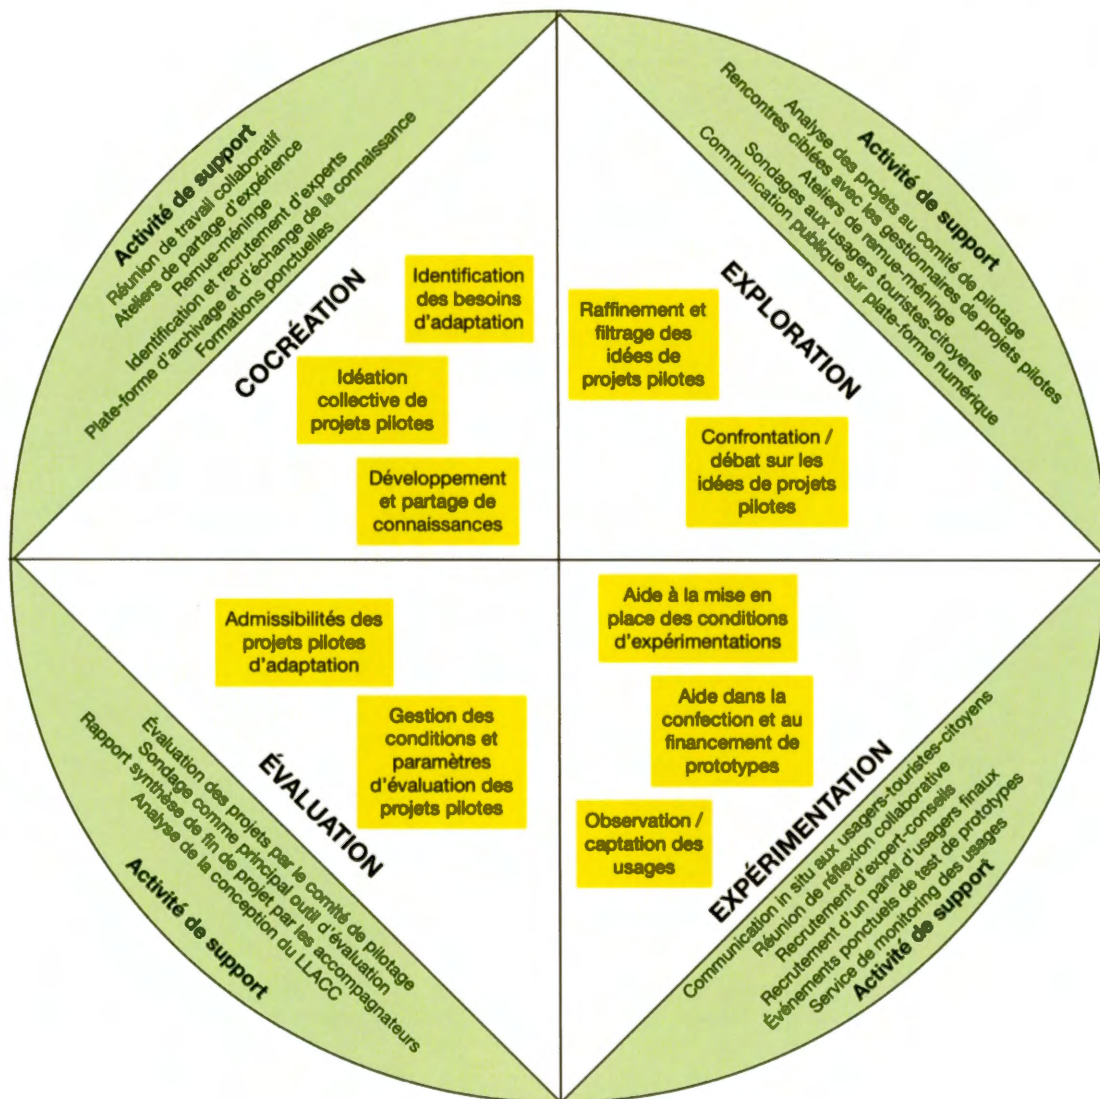 Activité de support
Réunion de travail collaboratif
Ateliers de partage d'expérience
Remue-méninge
Identification et recrutement d'experts
Plate-forme d'archivage et d'échange de la connaissance
Formations ponctuelles
COCRÉATION
Identification
des besoins
d'adaptation
Idéation
collective de
projets pilotes
Développement
et partage de
connaissances
Activité de support
Analyse des projets au comité de pilotage
Rencontres ciblées avec les gestionnaires de projets pilotes
Ateliers de remue-méninge
Sondages aux usagers touristes-citoyens
Communication publique sur plate-forme numérique
EXPLORATION
Raffinement et
filtrage des
idées de
projets pilotes
Confrontation /
débat sur les
idées de projets
pilotes
Admissibilités des
projets pilotes
d'adaptation
Gestion des
conditions et
paramètres
d'évaluation des
projets pilotes
ÉVALUATION
Évaluation des projets par le comité de pilotage
Sondage comme principal outil d'évaluation
Rapport synthèse de fin de projet par les accompagnateurs
Analyse de la conception du LLACC
Activité de support
Aide à la mise en
place des conditions
d'expérimentations
Aide dans la
confection et au
financement de
prototypes
Observation /
captation des
usages
EXPÉRIMENTATION
Communication in situ aux usagers-touristes-citoyens
Réunion de réflexion collaborative
Recrutement d'expert-conseils
Recrutement d'un panel d'usagers finaux
Événements ponctuels de test de prototypes
Service de monitoring des usages
Activité de support